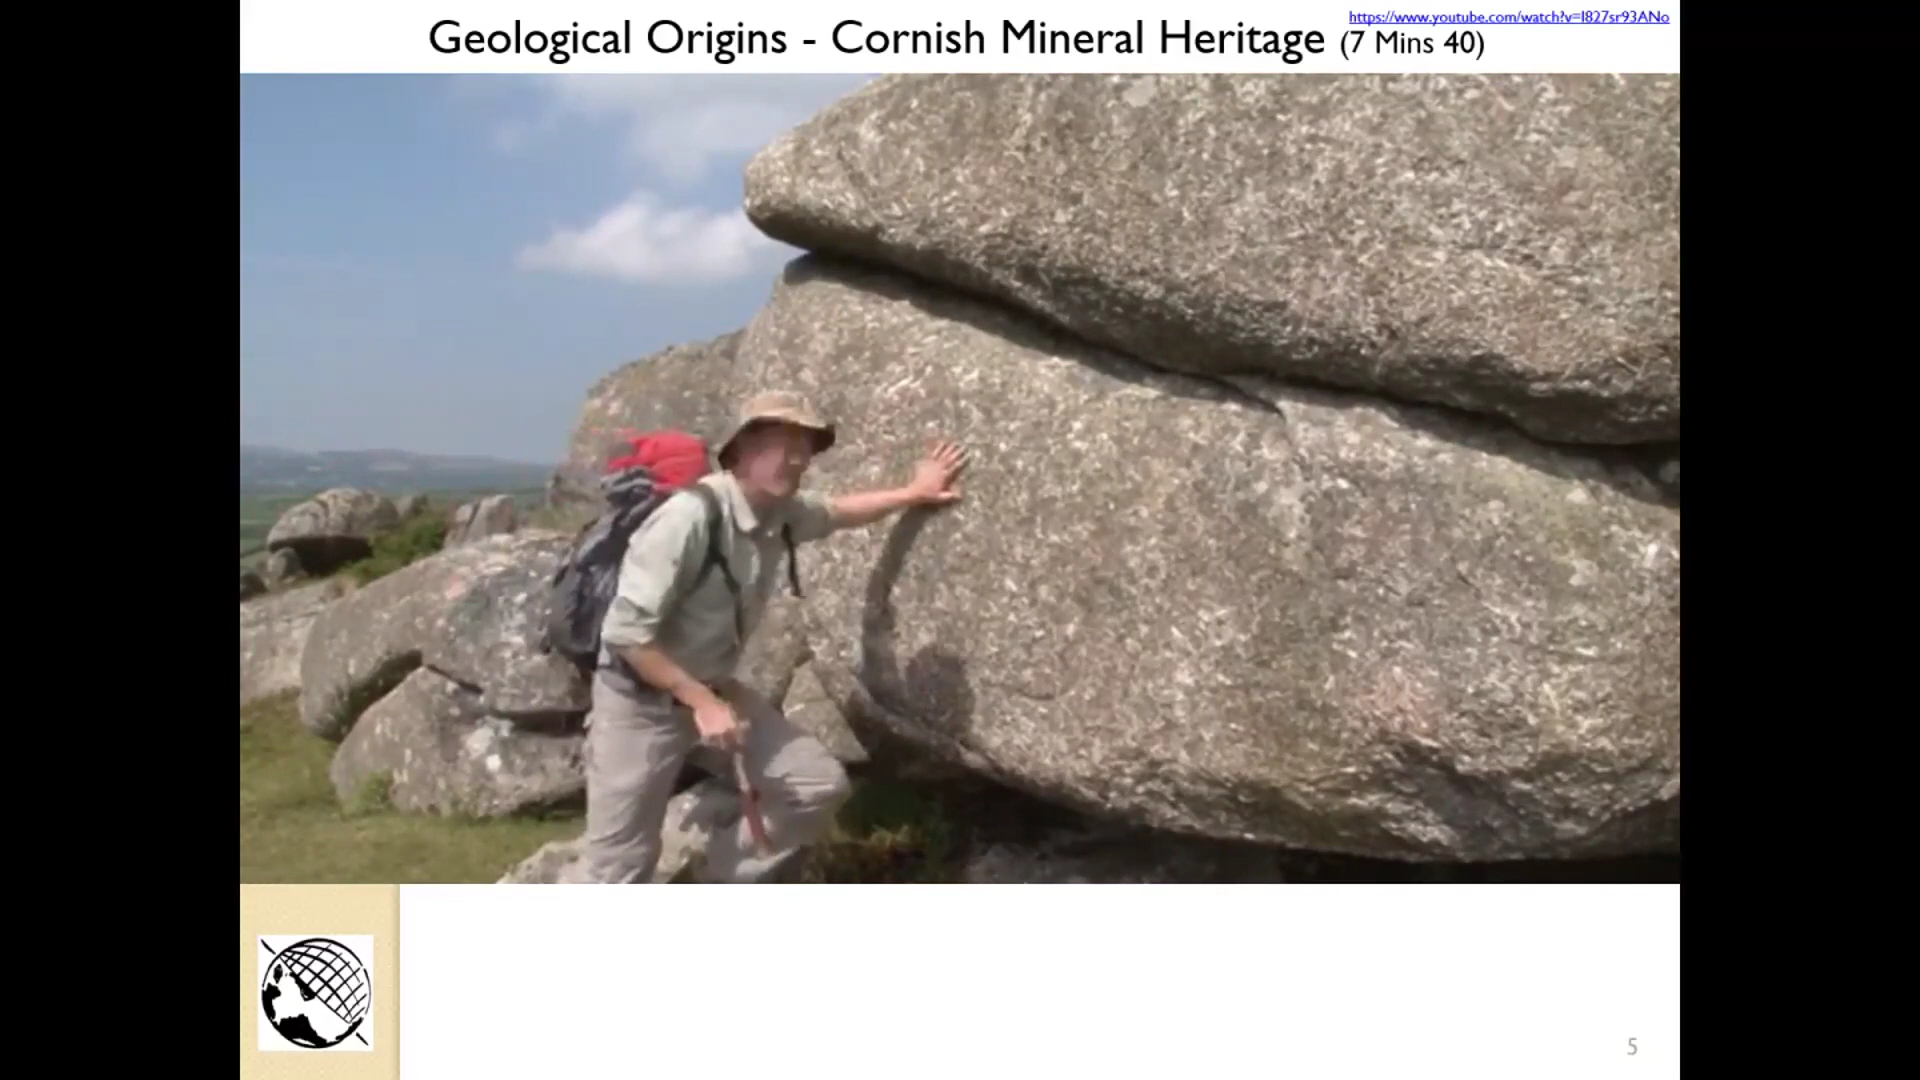 https://www.youtube.com/watch?v=I827sr93ANo
Geological Origins - Cornish Mineral Heritage (7 Mins 40)
5